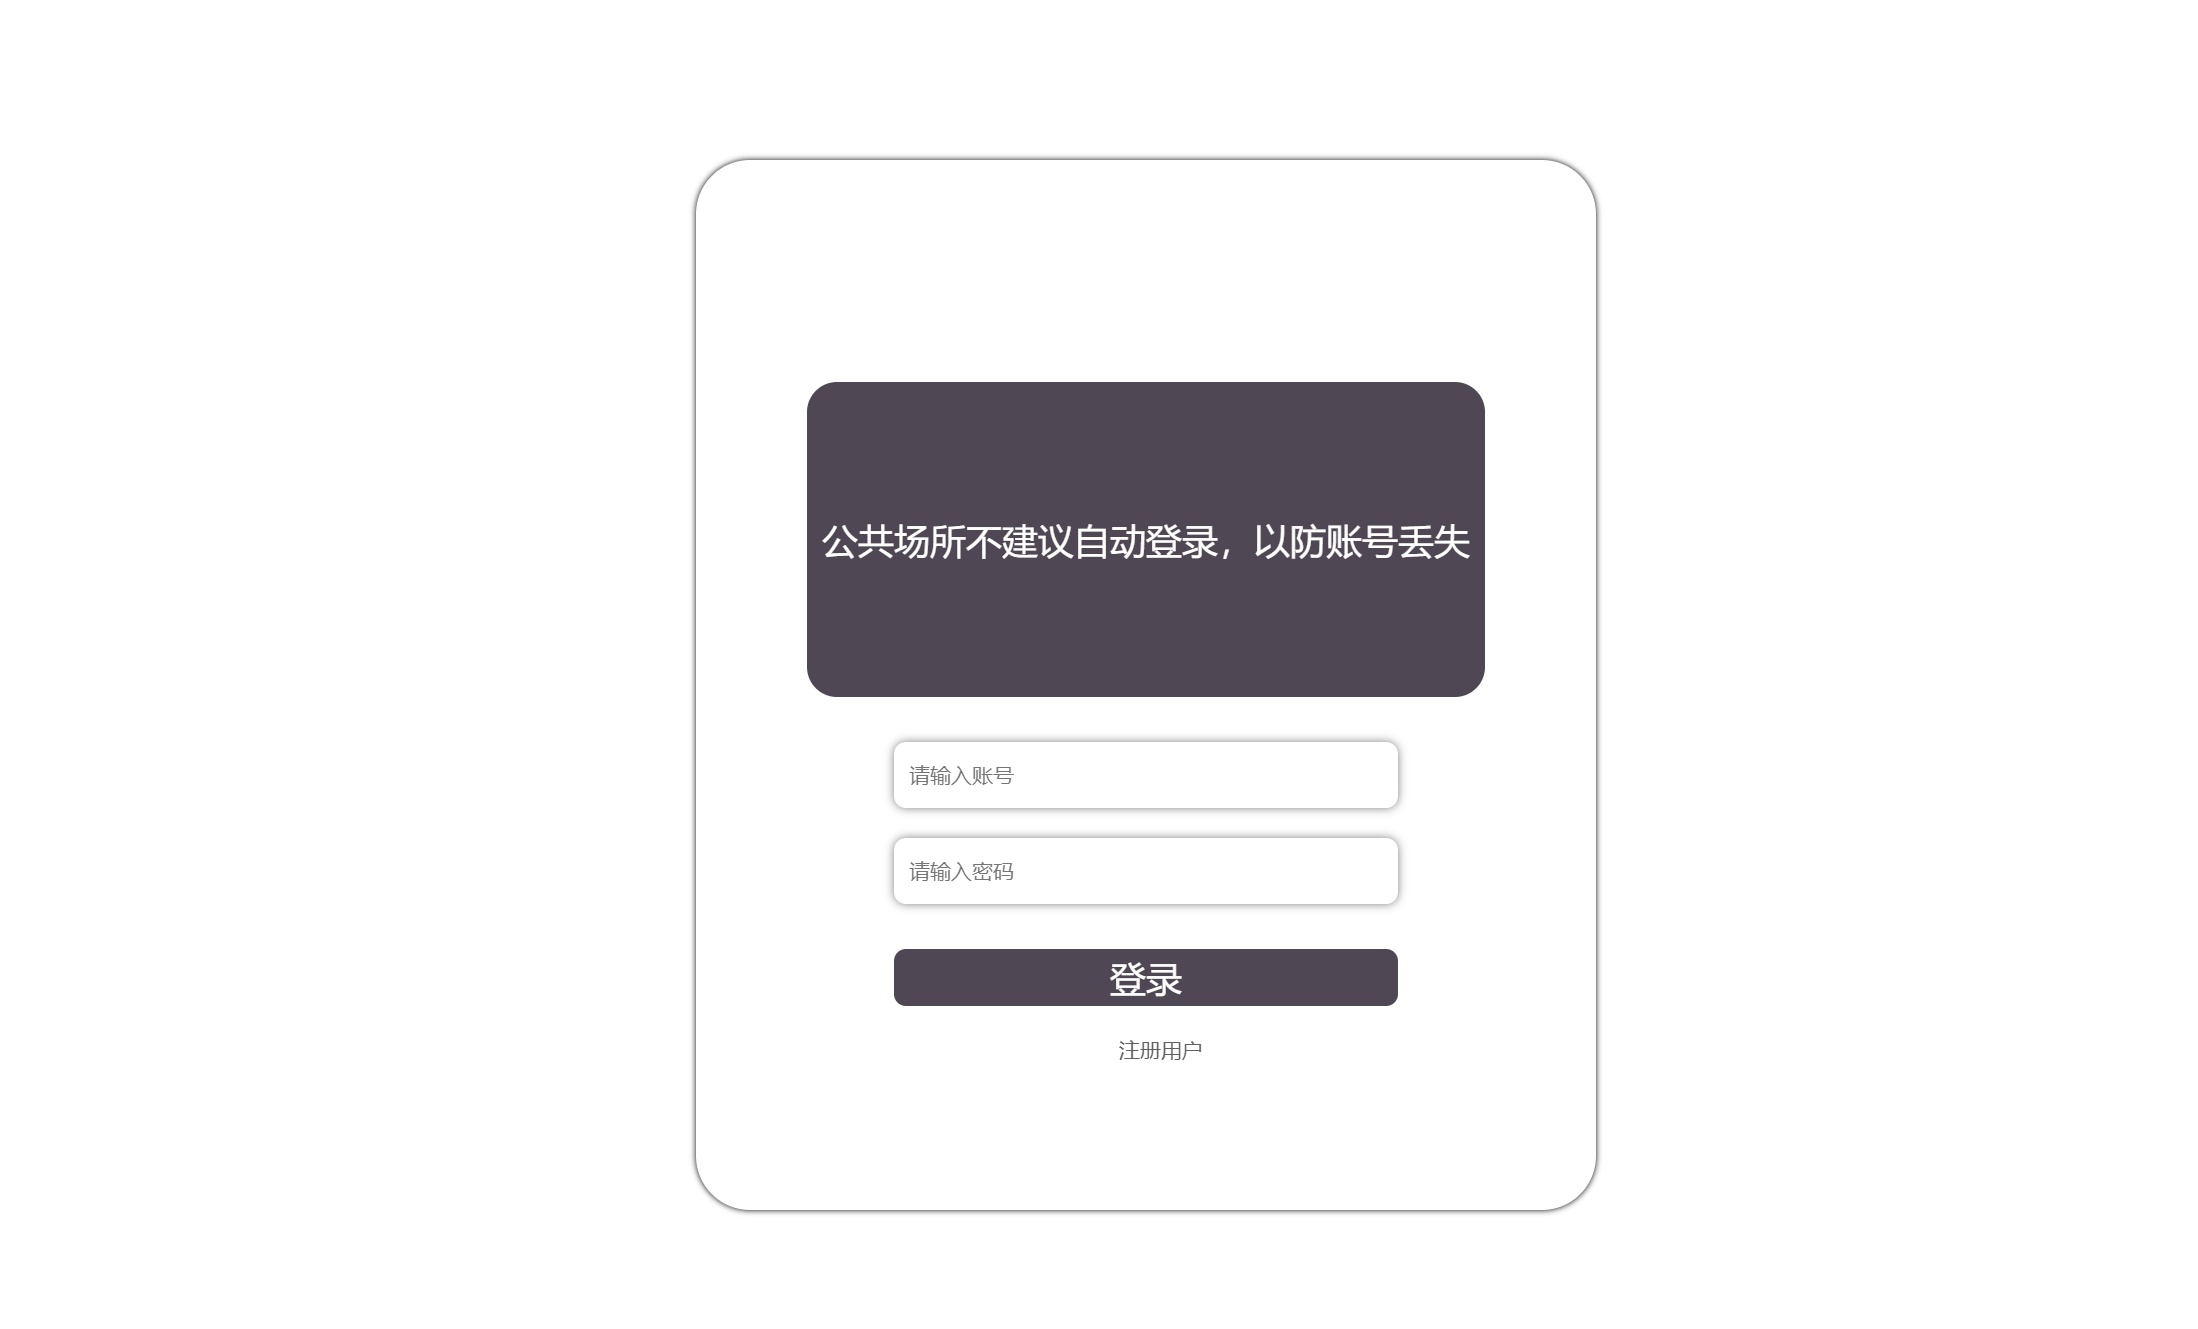 公共场所不建议自动登录，以防账号丢失
请输入账号
请输入密码
登录
注册用户